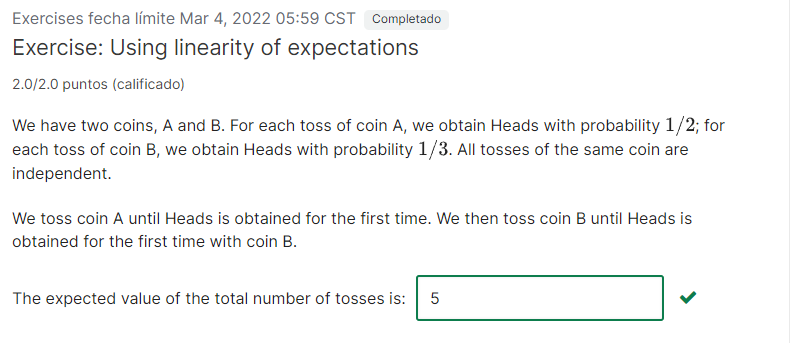 Exercises fecha límite Mar 4, 2022 05:59 CST Completado
Exercise: Using linearity of expectations
2.0/2.0 puntos (calificado)
We have two coins, A and B. For each toss of coin A, we obtain Heads with probability 1/2; for
each toss of coin B, we obtain Heads with probability 1/3. All tosses of the same coin are
independent.
We toss coin A until Heads is obtained for the first time. We then toss coin B until Heads is
obtained for the first time with coin B.
The expected value of the total number of tosses is: 5